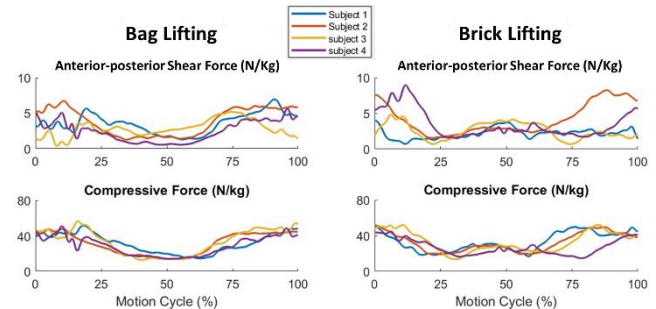 Bag Lifting
Subject 1
Subject 2
subject 3
subject 4
Brick Lifting
Anterior-posterior Shear Force (N/Kg)
10
5
0
0 25 50 75 100
Anterior-posterior Shear Force (N/Kg)
10
5
0
0 25 50 75 100
Compressive Force (N/kg)
80
40
0
0 25 50 75 100
Motion Cycle (%)
Compressive Force (N/kg)
80
40
0
0 25 50 75 100
Motion Cycle (%)